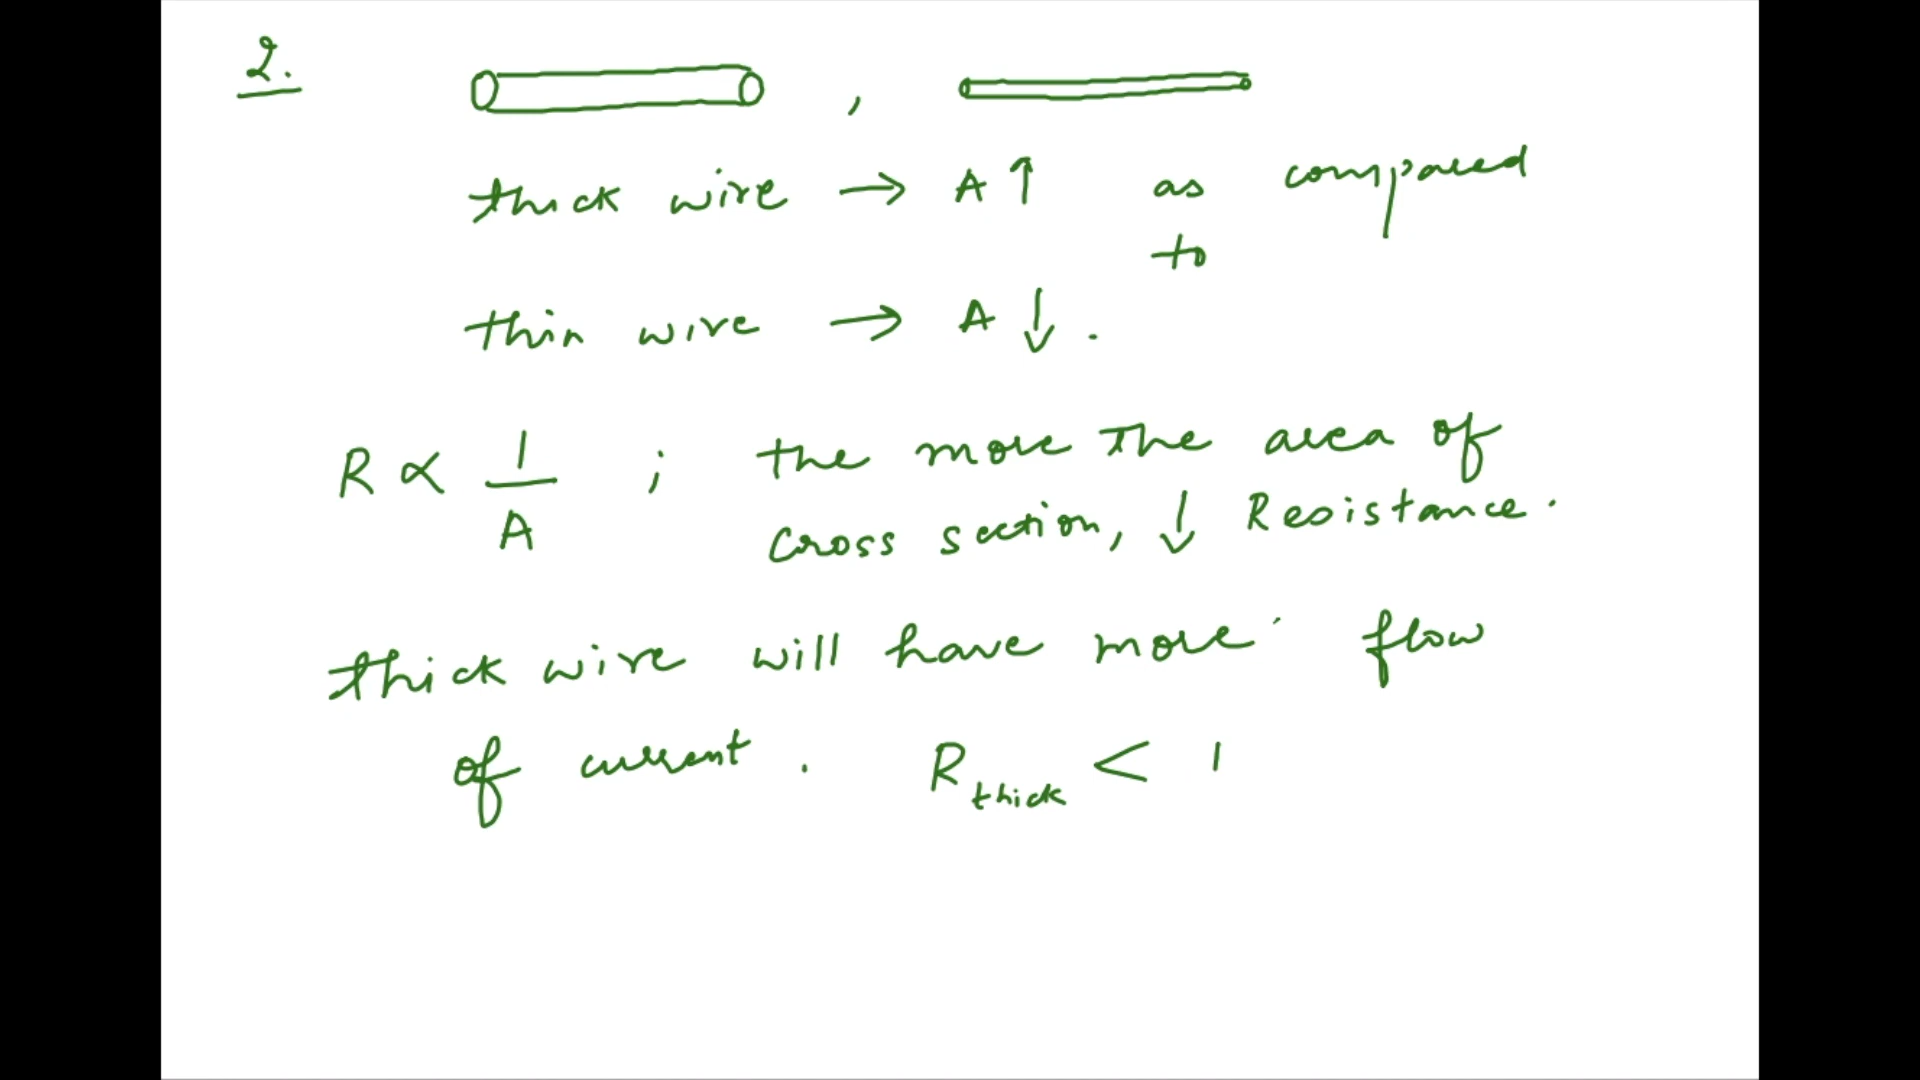 2.
,
thick wire → A ↑ as compared
to
thin wire → A ↓ .
R ∝ 1/A ; the more the area of
cross section, ↓ Resistance.
thick wire will have more flow
of current. R thick <